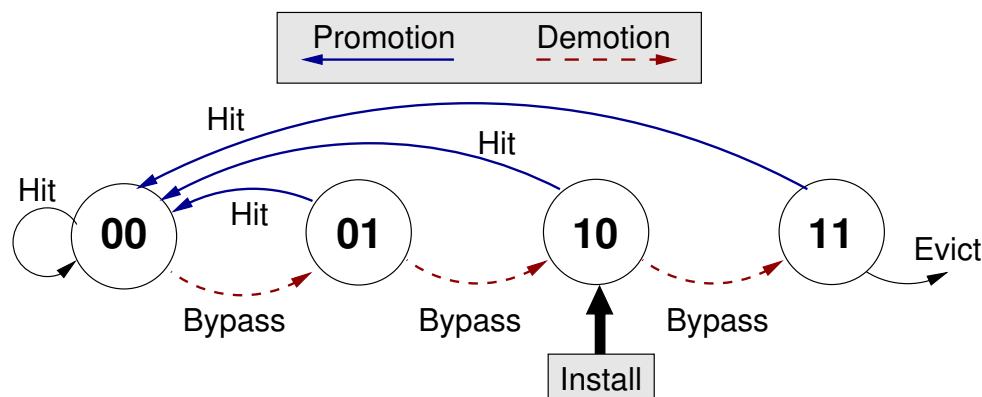 Promotion
Demotion
Hit
Hit
Hit
Hit
00
01
10
11
Evict
Bypass
Bypass
Bypass
Install